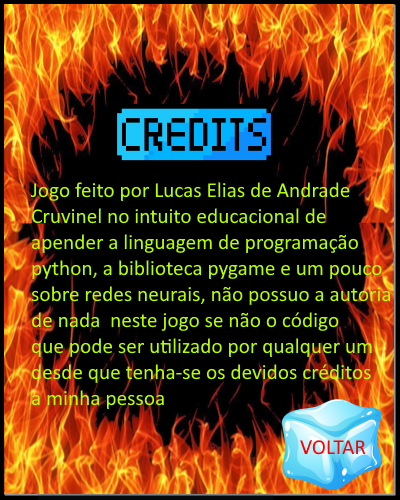 CREDITS
Jogo feito por Lucas Elias de Andrade
Cruvinel no intuito educacional de
apender a linguagem de programação
python, a biblioteca pygame e um pouco
sobre redes neurais, não possuo a autoria
de nada  neste jogo se não o código
que pode ser utilizado por qualquer um
desde que tenha-se os devidos créditos
a minha pessoa
VOLTAR